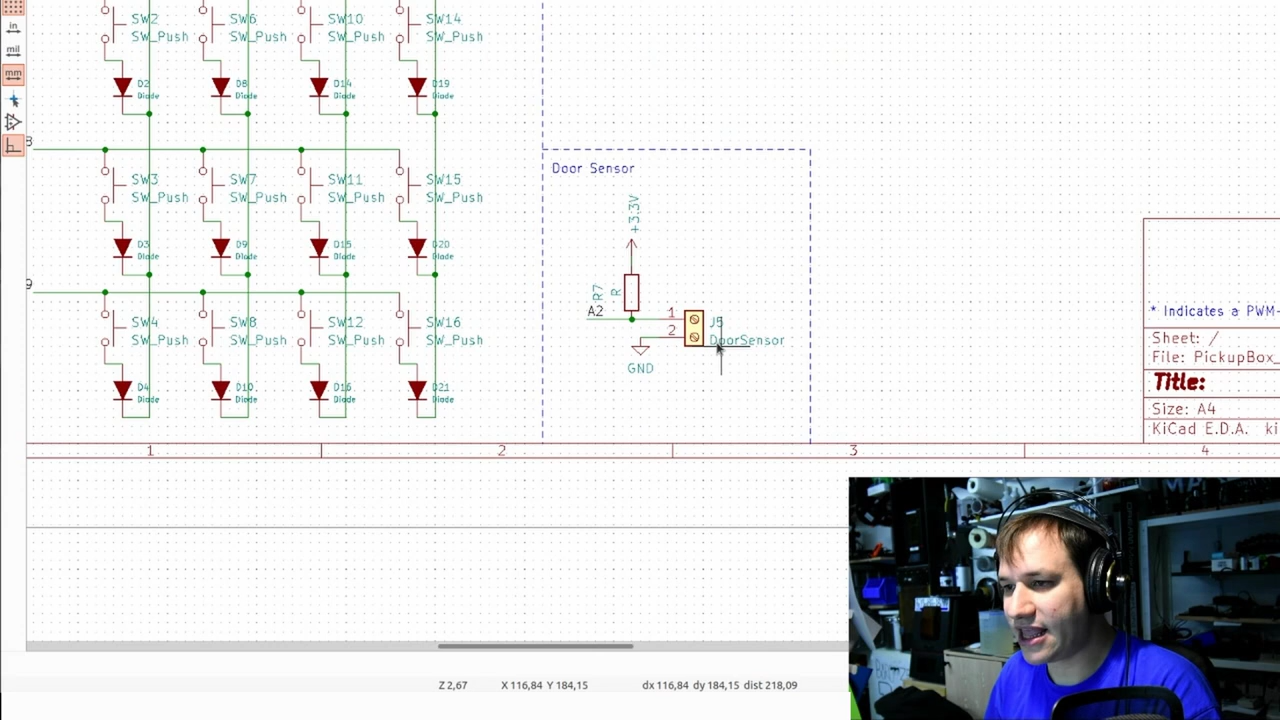 in
mil
mm
SW2
SW_Push
SW6
SW_Push
SW10
SW_Push
SW14
SW_Push
D2
Diode
D8
Diode
D14
Diode
D19
Diode
SW3
SW_Push
SW7
SW_Push
SW11
SW_Push
SW15
SW_Push
D3
Diode
D9
Diode
D15
Diode
D20
Diode
9
SW4
SW_Push
SW8
SW_Push
SW12
SW_Push
SW16
SW_Push
D4
Diode
D10
Diode
D16
Diode
D21
Diode
Door Sensor
+3.3V
R7
R
A2
1
2
J5
DoorSensor
GND
* Indicates a PWM-
Sheet: /
File: PickupBox_
Title:
Size: A4
KiCad E.D.A. ki
1
2
3
4
Z 2,67
X 116,84 Y 184,15
dx 116,84 dy 184,15 dist 218,09